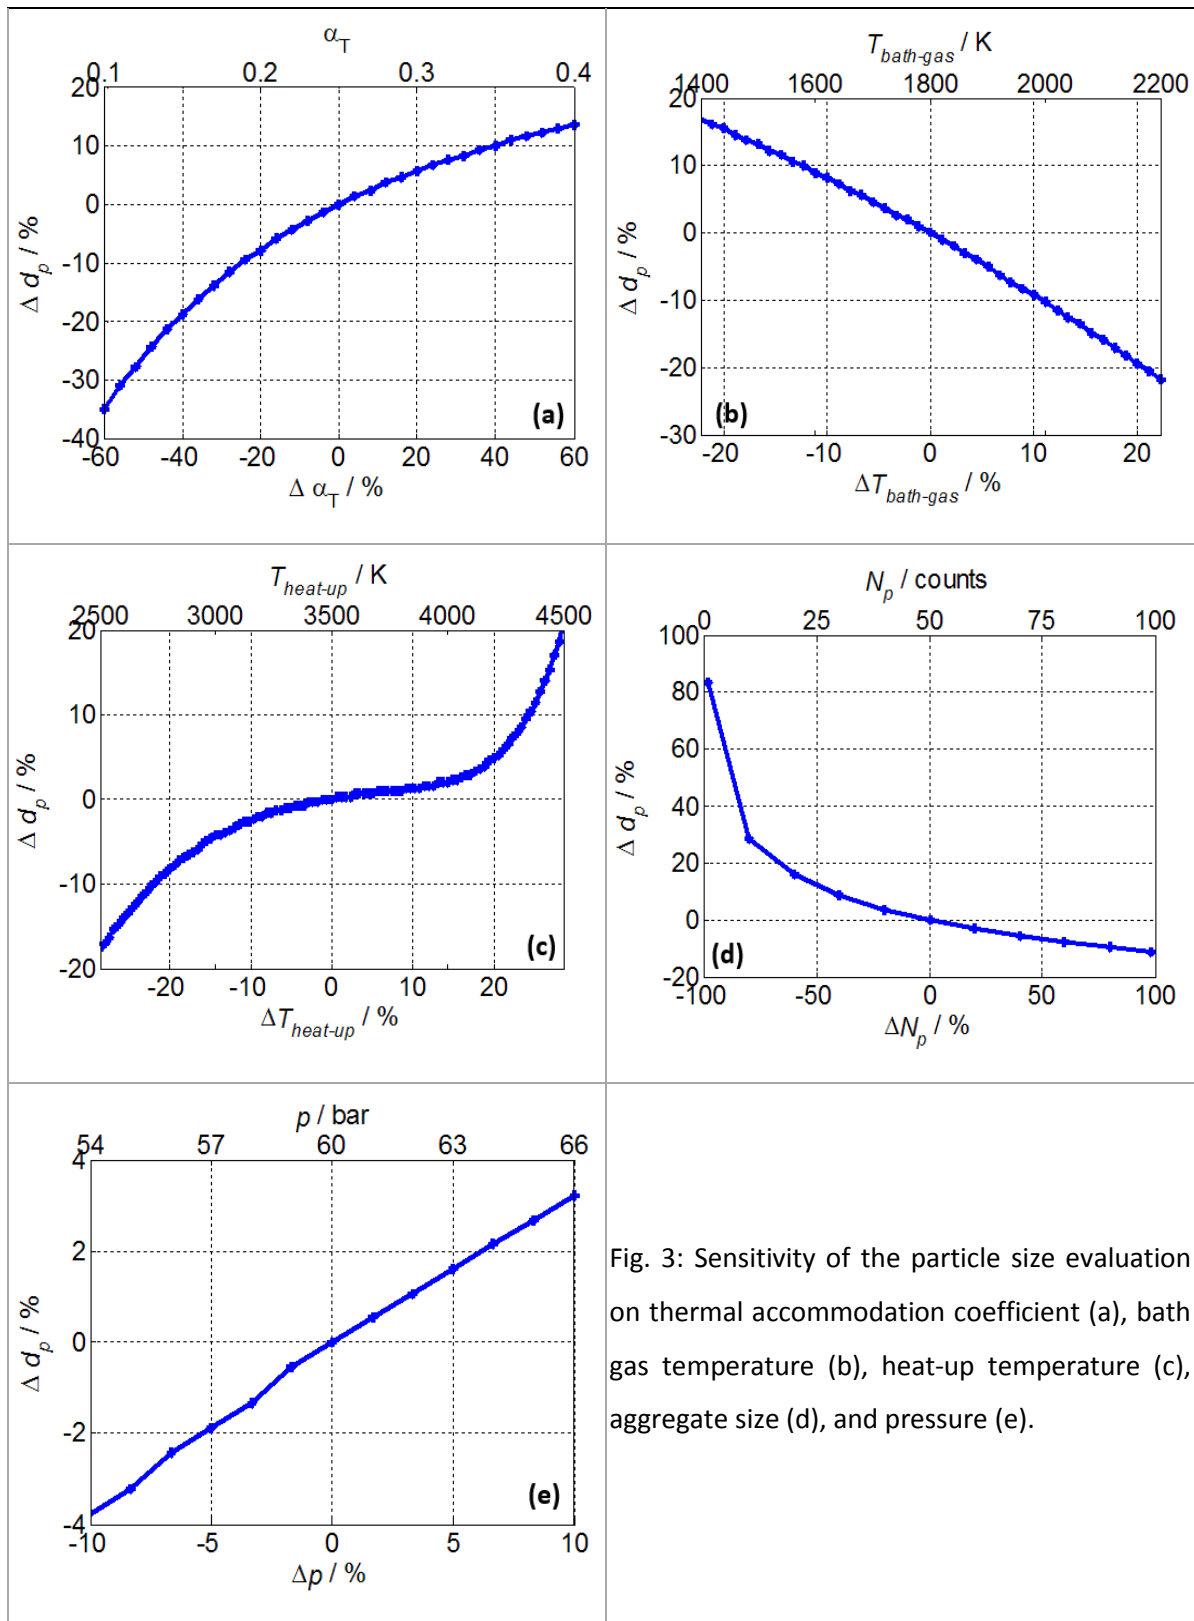 α_T
0.1 0.2 0.3 0.4
20
10
0
-10
-20
-30
-40
Δ d_p / %
(a)
-60 -40 -20 0 20 40 60
Δ α_T / %
T_bath-gas / K
1400 1600 1800 2000 2200
20
10
0
-10
-20
-30
Δ d_p / %
(b)
-20 -10 0 10 20
ΔT_bath-gas / %
T_heat-up / K
2500 3000 3500 4000 4500
20
10
0
-10
-20
Δ d_p / %
(c)
-20 -10 0 10 20
ΔT_heat-up / %
N_p / counts
0 25 50 75 100
100
80
60
40
20
0
-20
Δ d_p / %
(d)
-100 -50 0 50 100
ΔN_p / %
p / bar
54 57 60 63 66
4
2
0
-2
-4
Δ d_p / %
(e)
-10 -5 0 5 10
Δp / %
Fig. 3: Sensitivity of the particle size evaluation
on thermal accommodation coefficient (a), bath
gas temperature (b), heat-up temperature (c),
aggregate size (d), and pressure (e).